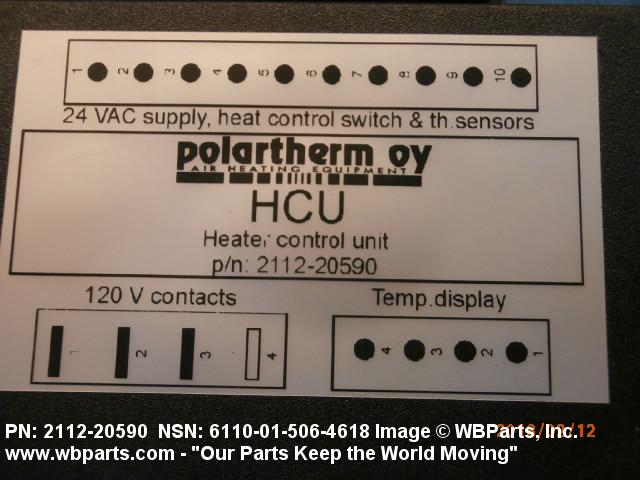 1 2 3 4 5 6 7 8 9 10
24 VAC supply, heat control switch & th.sensors
polartherm oy
AIR HEATING EQUIPMENT
HCU
Heater control unit
p/n: 2112-20590
120 V contacts
Temp.display
1 2 3 4
4 3 2 1
PN: 2112-20590 NSN: 6110-01-506-4618 Image © WBParts, Inc.
www.wbparts.com - "Our Parts Keep the World Moving"